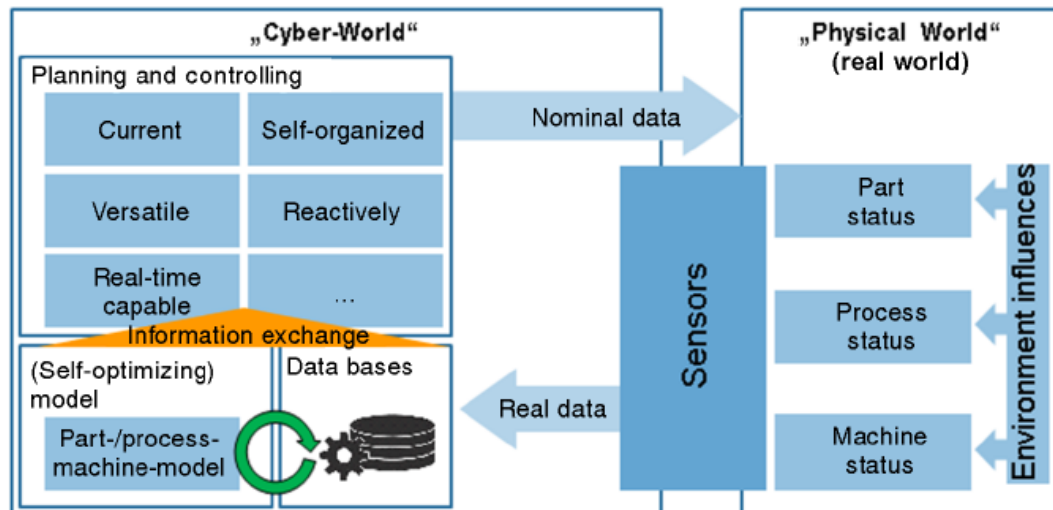 „Cyber-World“
Planning and controlling
Current
Self-organized
Versatile
Reactively
Real-time
capable
...
Information exchange
(Self-optimizing)
model
Part-/process-
machine-model
Data bases
Nominal data
Real data
Sensors
„Physical World“
(real world)
Part
status
Process
status
Machine
status
Environment influences